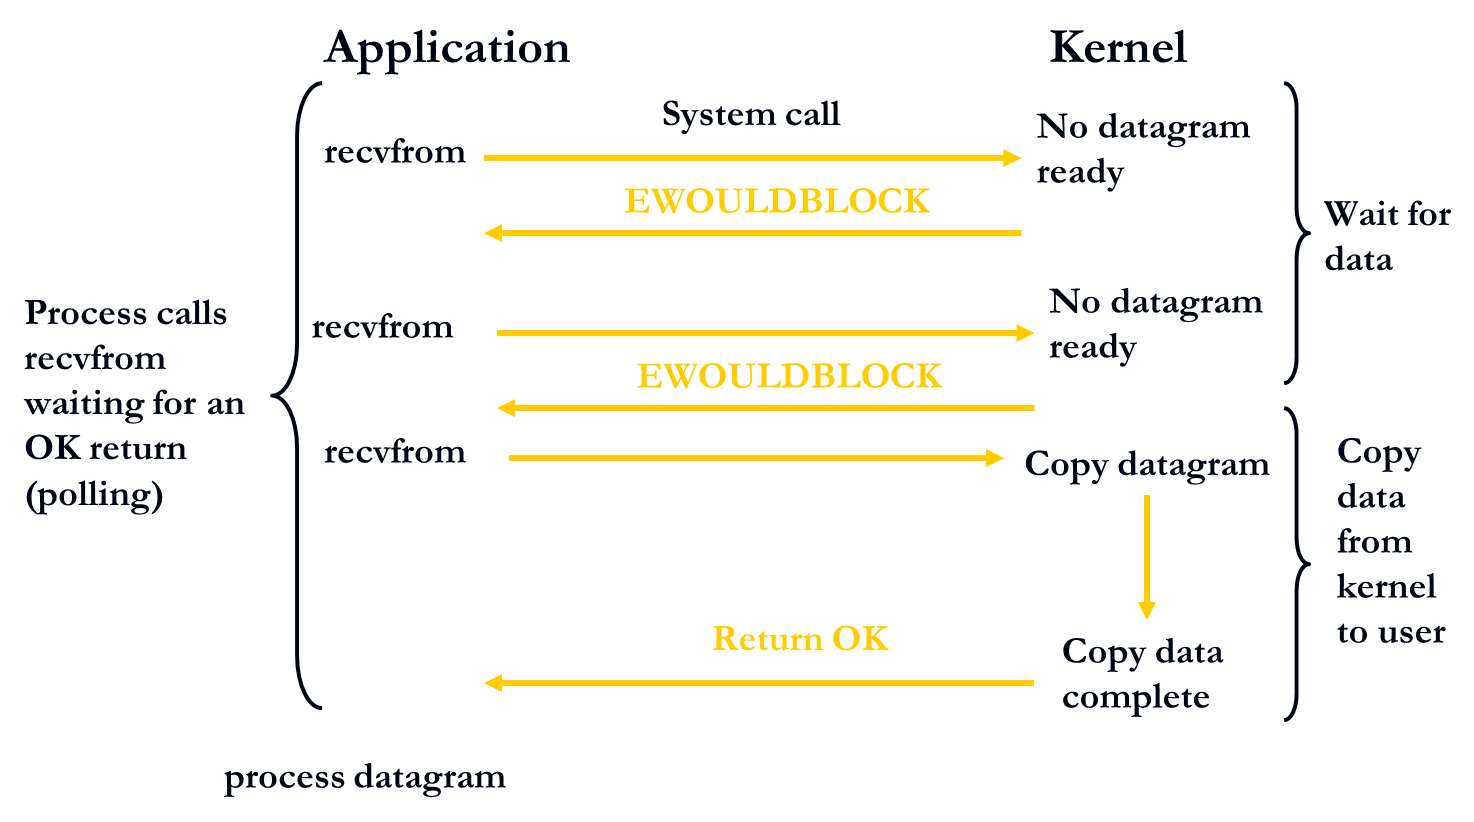 Application
Kernel
System call
recvfrom
No datagram
ready
EWOULDBLOCK
Wait for
data
Process calls
recvfrom
waiting for an
OK return
(polling)
recvfrom
No datagram
ready
EWOULDBLOCK
recvfrom
Copy datagram
Copy
data
from
kernel
to user
Return OK
Copy data
complete
process datagram